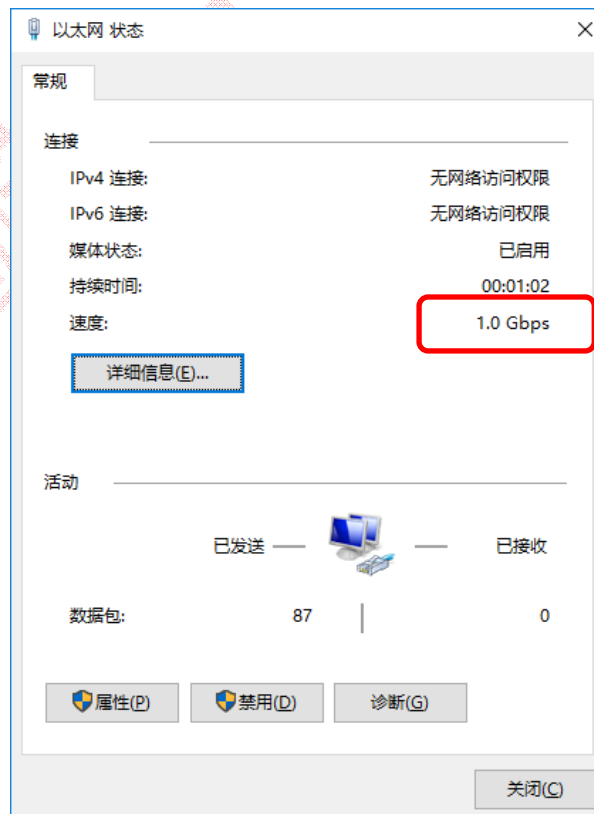 以太网 状态
常规
连接
IPv4 连接: 无网络访问权限
IPv6 连接: 无网络访问权限
媒体状态: 已启用
持续时间: 00:01:02
速度: 1.0 Gbps
详细信息(E)...
活动
已发送 — — 已接收
数据包: 87 0
属性(P) 禁用(D) 诊断(G)
关闭(C)